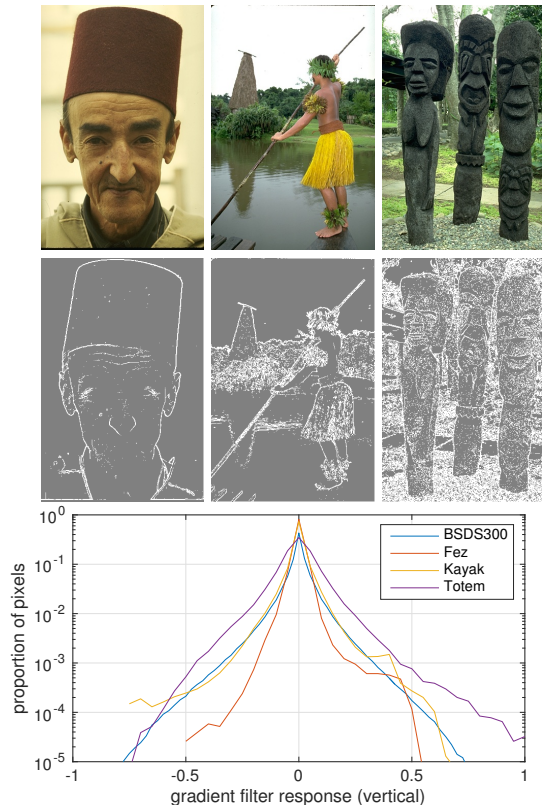 10^0
10^-1
10^-2
10^-3
10^-4
10^-5
proportion of pixels
BSDS300
Fez
Kayak
Totem
-1
-0.5
0
0.5
1
gradient filter response (vertical)